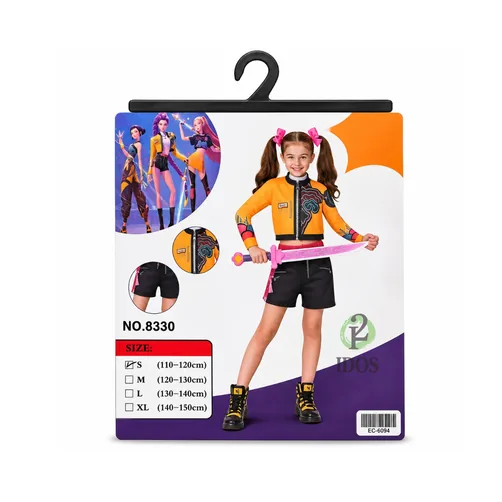 NO.8330
SIZE:
S (110-120cm)
M (120-130cm)
L (130-140cm)
XL (140-150cm)
IDOS
EC-6094